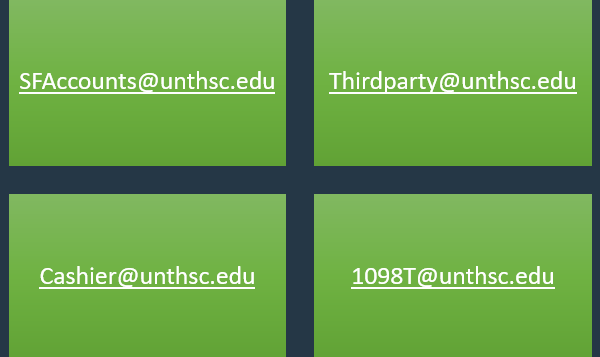 SFAccounts@unthsc.edu
Thirdparty@unthsc.edu
Cashier@unthsc.edu
1098T@unthsc.edu